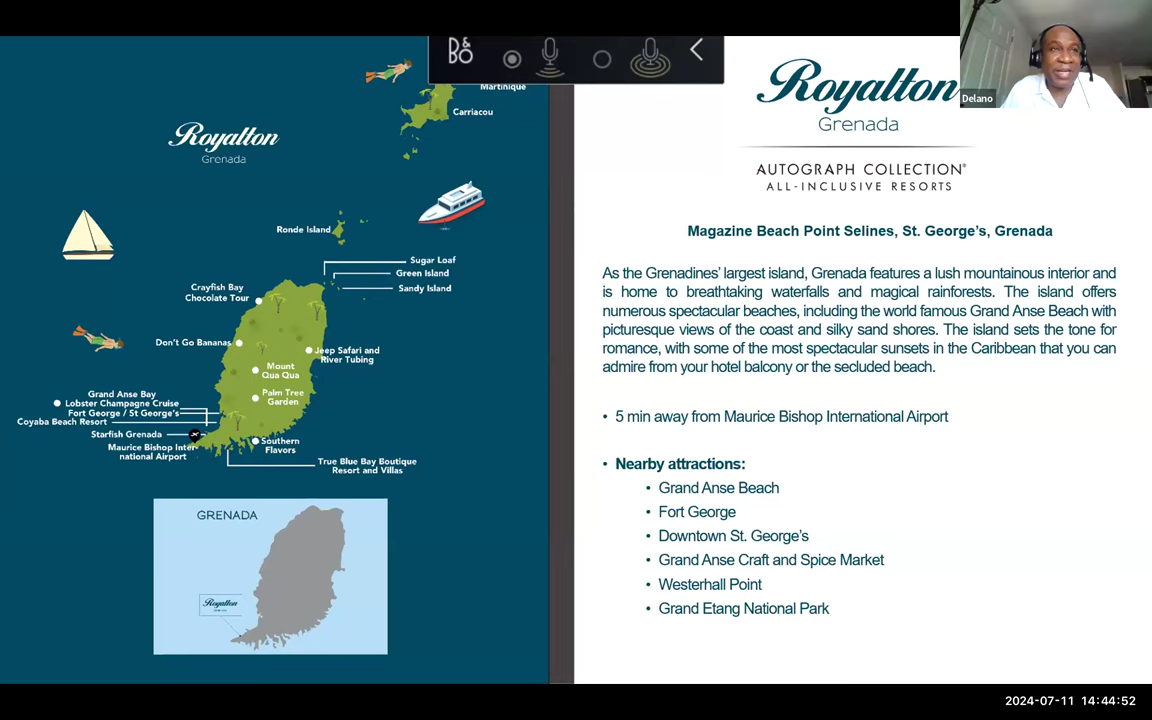 B&O
Martinique
Carriacou
Royalton
Grenada
Ronde Island
Sugar Loaf
Green Island
Sandy Island
Crayfish Bay
Chocolate Tour
Don't Go Bananas
Jeep Safari and
River Tubing
Mount
Qua Qua
Palm Tree
Garden
Grand Anse Bay
Lobster Champagne Cruise
Fort George / St George's
Coyaba Beach Resort
Starfish Grenada
Maurice Bishop Inter
national Airport
Southern
Flavors
True Blue Bay Boutique
Resort and Villas
GRENADA
Royalton
Royalton
Grenada
AUTOGRAPH COLLECTION®
ALL-INCLUSIVE RESORTS
Magazine Beach Point Selines, St. George's, Grenada
As the Grenadines' largest island, Grenada features a lush mountainous interior and
is home to breathtaking waterfalls and magical rainforests. The island offers
numerous spectacular beaches, including the world famous Grand Anse Beach with
picturesque views of the coast and silky sand shores. The island sets the tone for
romance, with some of the most spectacular sunsets in the Caribbean that you can
admire from your hotel balcony or the secluded beach.
• 5 min away from Maurice Bishop International Airport
• Nearby attractions:
• Grand Anse Beach
• Fort George
• Downtown St. George's
• Grand Anse Craft and Spice Market
• Westerhall Point
• Grand Etang National Park
Delano
2024-07-11 14:44:52